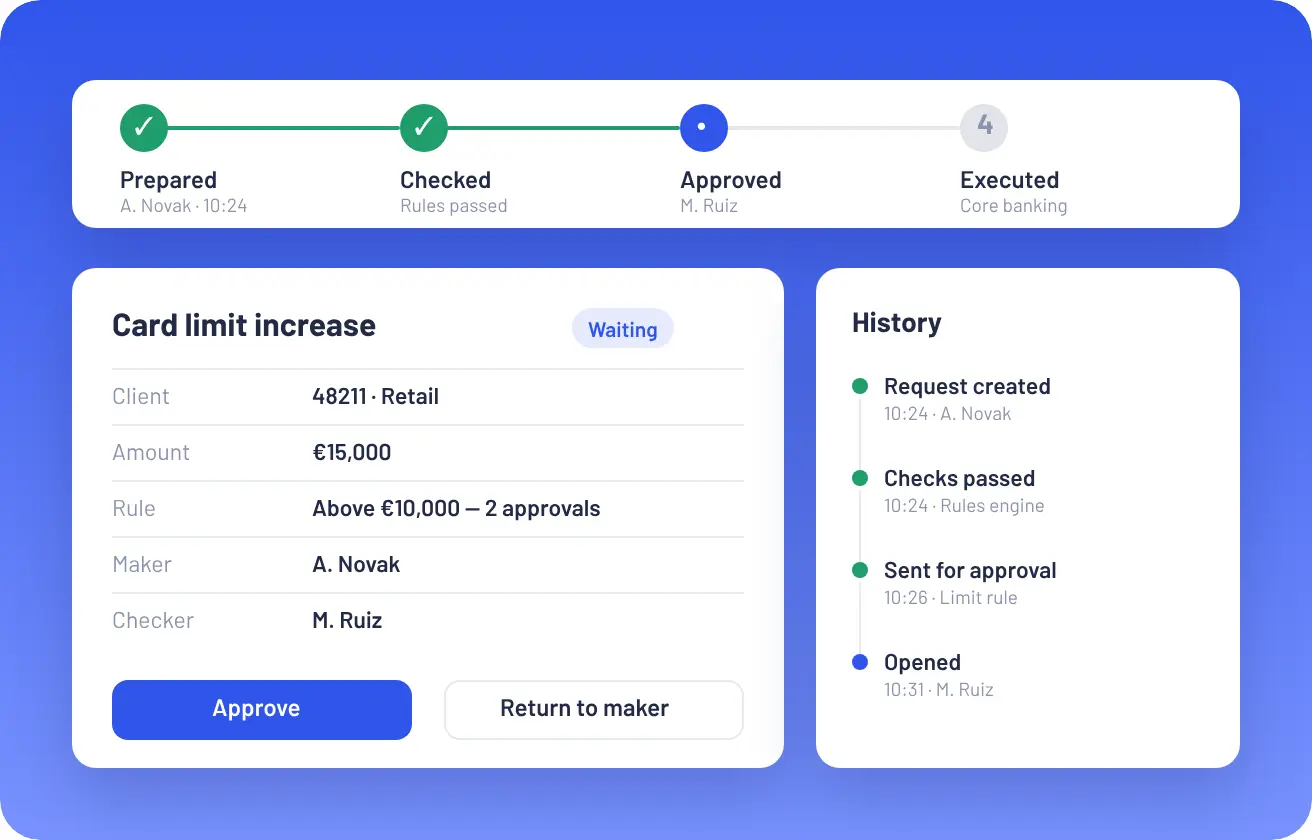 ✓ ✓ • 4
Prepared Checked Approved Executed
A. Novak · 10:24 Rules passed M. Ruiz Core banking
Card limit increase
Waiting
Client 48211 · Retail
Amount €15,000
Rule Above €10,000 — 2 approvals
Maker A. Novak
Checker M. Ruiz
Approve Return to maker
History
Request created
10:24 · A. Novak
Checks passed
10:24 · Rules engine
Sent for approval
10:26 · Limit rule
Opened
10:31 · M. Ruiz